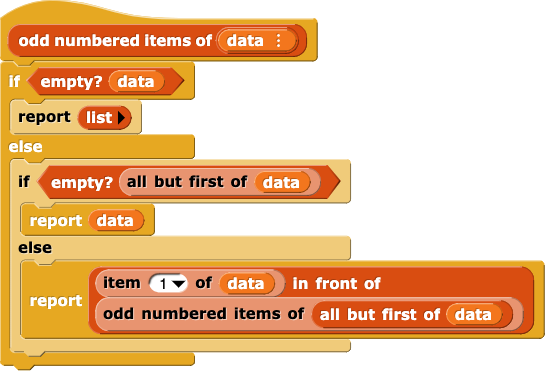 odd numbered items of data ⋮
if empty? data
report list
else
if empty? all but first of data
report data
else
report item 1 of data in front of
odd numbered items of all but first of data